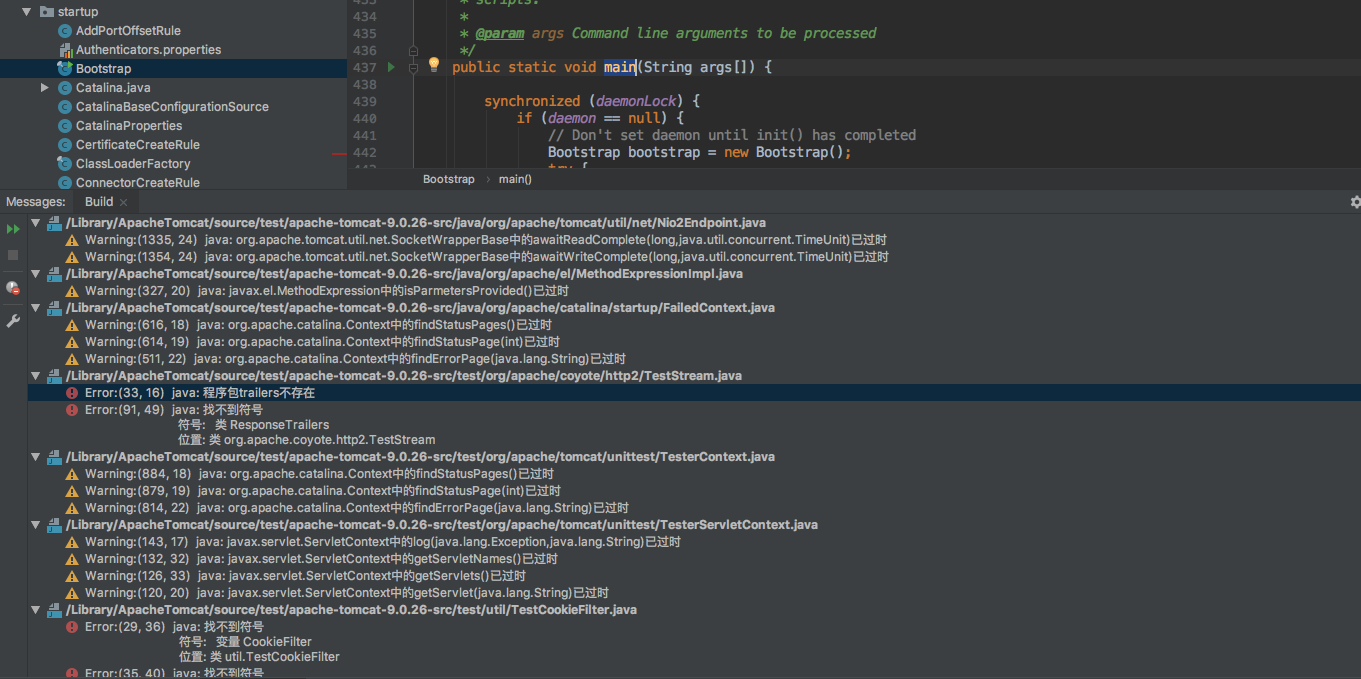 startup
AddPortOffsetRule
Authenticators.properties
Bootstrap
Catalina.java
CatalinaBaseConfigurationSource
CatalinaProperties
CertificateCreateRule
ClassLoaderFactory
ConnectorCreateRule
* scripts.
434 *
435 * @param args Command line arguments to be processed
436 */
437 public static void main(String args[]) {
438
439 synchronized (daemonLock) {
440 if (daemon == null) {
441 // Don't set daemon until init() has completed
442 Bootstrap bootstrap = new Bootstrap();
try {
Bootstrap › main()
Messages: Build ×
/Library/ApacheTomcat/source/test/apache-tomcat-9.0.26-src/java/org/apache/tomcat/util/net/Nio2Endpoint.java
Warning:(1335, 24) java: org.apache.tomcat.util.net.SocketWrapperBase中的awaitReadComplete(long,java.util.concurrent.TimeUnit)已过时
Warning:(1354, 24) java: org.apache.tomcat.util.net.SocketWrapperBase中的awaitWriteComplete(long,java.util.concurrent.TimeUnit)已过时
/Library/ApacheTomcat/source/test/apache-tomcat-9.0.26-src/java/org/apache/el/MethodExpressionImpl.java
Warning:(327, 20) java: javax.el.MethodExpression中的isParmetersProvided()已过时
/Library/ApacheTomcat/source/test/apache-tomcat-9.0.26-src/java/org/apache/catalina/startup/FailedContext.java
Warning:(616, 18) java: org.apache.catalina.Context中的findStatusPages()已过时
Warning:(614, 19) java: org.apache.catalina.Context中的findStatusPage(int)已过时
Warning:(511, 22) java: org.apache.catalina.Context中的findErrorPage(java.lang.String)已过时
/Library/ApacheTomcat/source/test/apache-tomcat-9.0.26-src/test/org/apache/coyote/http2/TestStream.java
Error:(33, 16) java: 程序包trailers不存在
Error:(91, 49) java: 找不到符号
符号: 类 ResponseTrailers
位置: 类 org.apache.coyote.http2.TestStream
/Library/ApacheTomcat/source/test/apache-tomcat-9.0.26-src/test/org/apache/tomcat/unittest/TesterContext.java
Warning:(884, 18) java: org.apache.catalina.Context中的findStatusPages()已过时
Warning:(879, 19) java: org.apache.catalina.Context中的findStatusPage(int)已过时
Warning:(814, 22) java: org.apache.catalina.Context中的findErrorPage(java.lang.String)已过时
/Library/ApacheTomcat/source/test/apache-tomcat-9.0.26-src/test/org/apache/tomcat/unittest/TesterServletContext.java
Warning:(143, 17) java: javax.servlet.ServletContext中的log(java.lang.Exception,java.lang.String)已过时
Warning:(132, 32) java: javax.servlet.ServletContext中的getServletNames()已过时
Warning:(126, 33) java: javax.servlet.ServletContext中的getServlets()已过时
Warning:(120, 20) java: javax.servlet.ServletContext中的getServlet(java.lang.String)已过时
/Library/ApacheTomcat/source/test/apache-tomcat-9.0.26-src/test/util/TestCookieFilter.java
Error:(29, 36) java: 找不到符号
符号: 变量 CookieFilter
位置: 类 util.TestCookieFilter
Error:(35, 40) java: 找不到符号